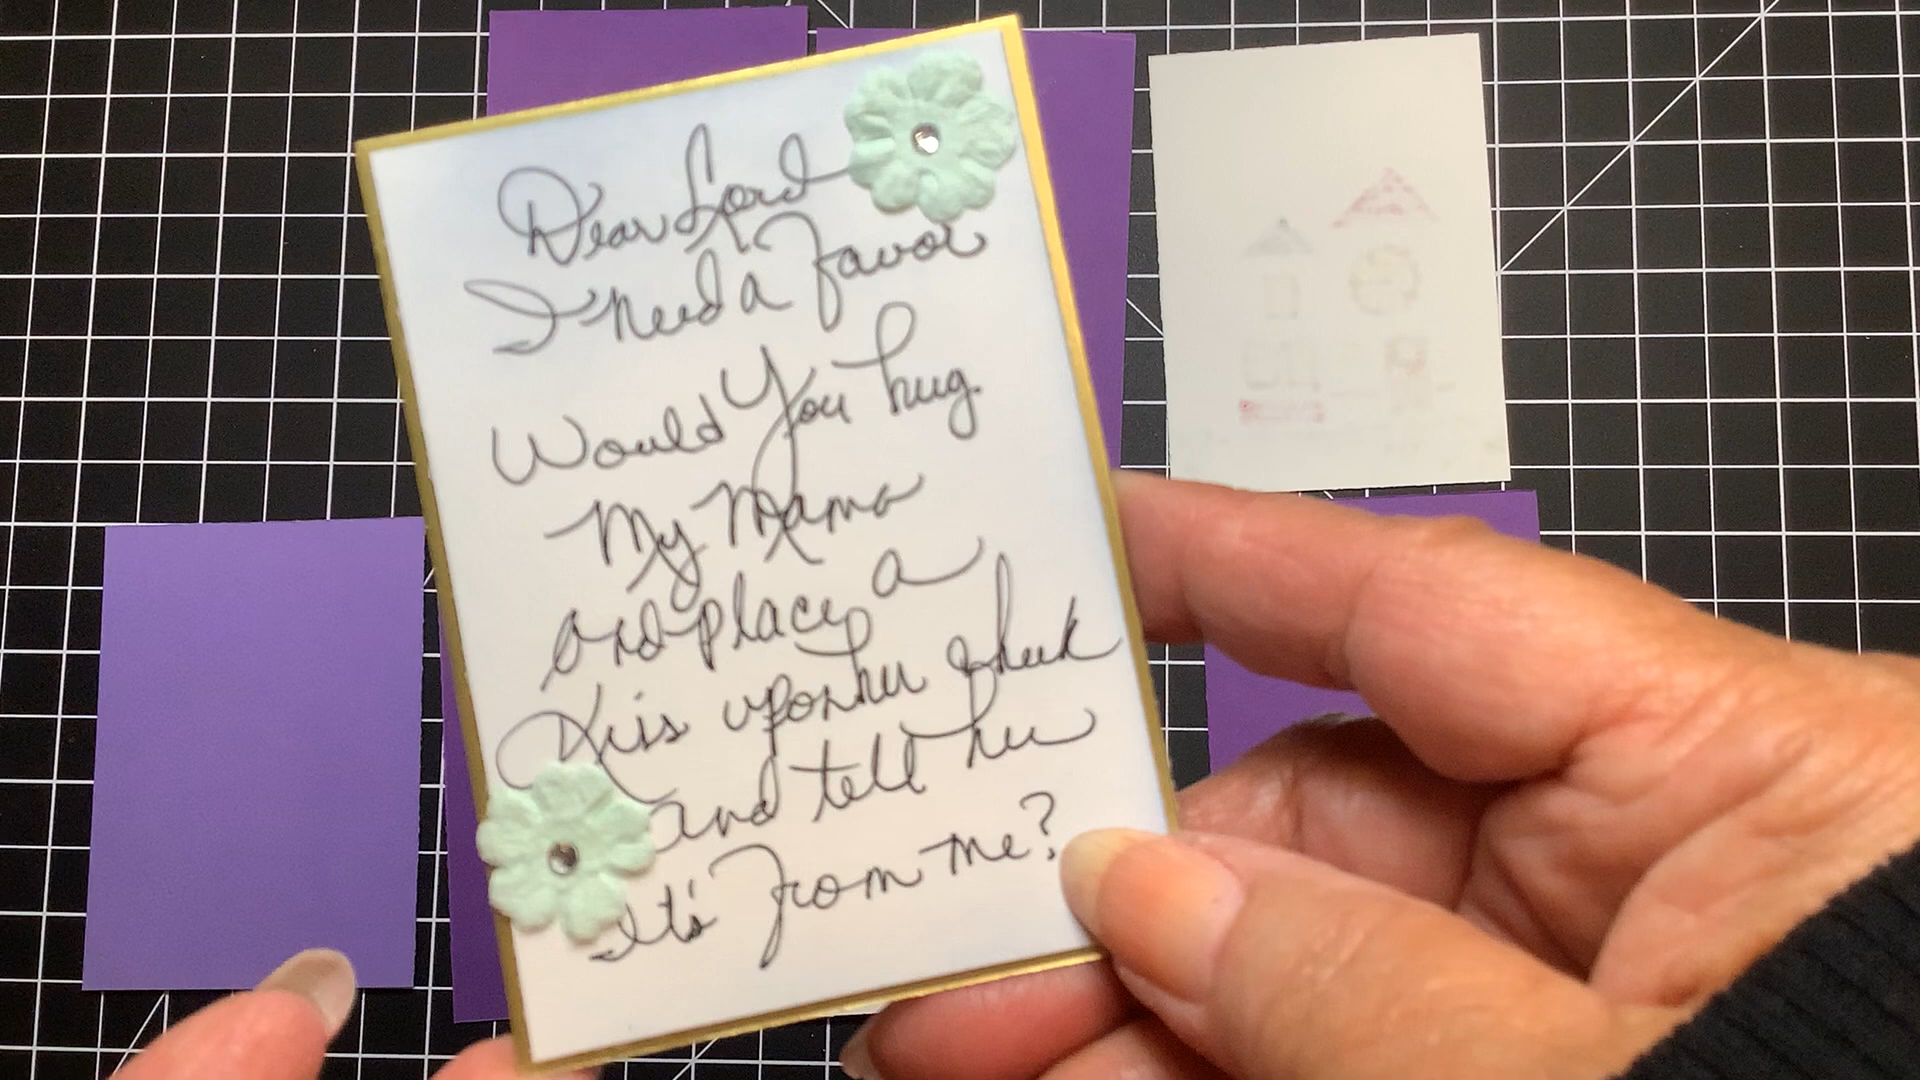 Dear Lord
I need a Favor
Would You hug
My Mama
and place a
Kiss upon her cheek
and tell her
It's From me?